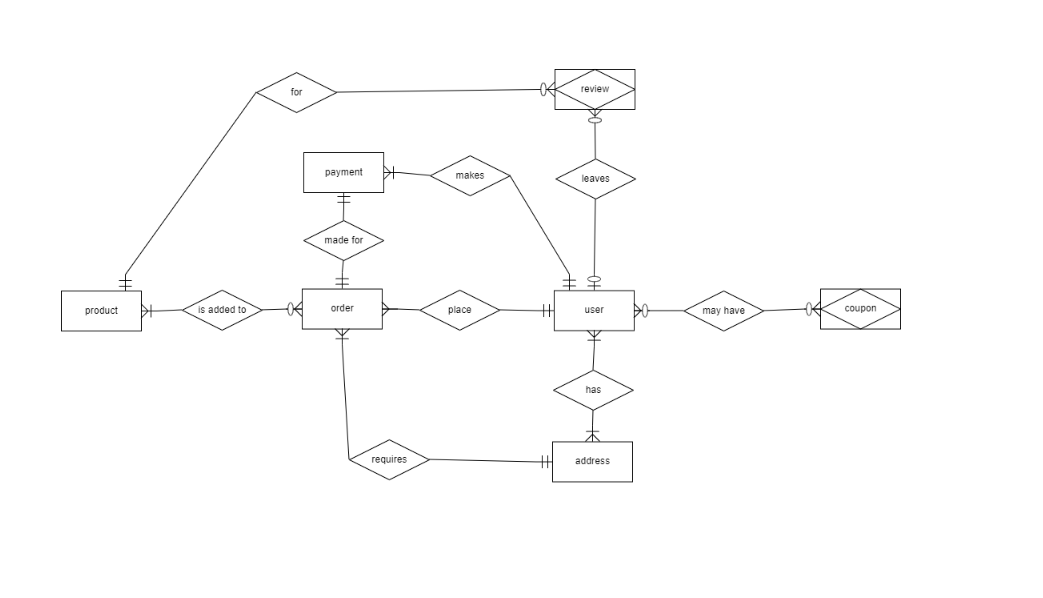 for
review
payment
makes
leaves
made for
product
is added to
order
place
user
may have
coupon
has
requires
address